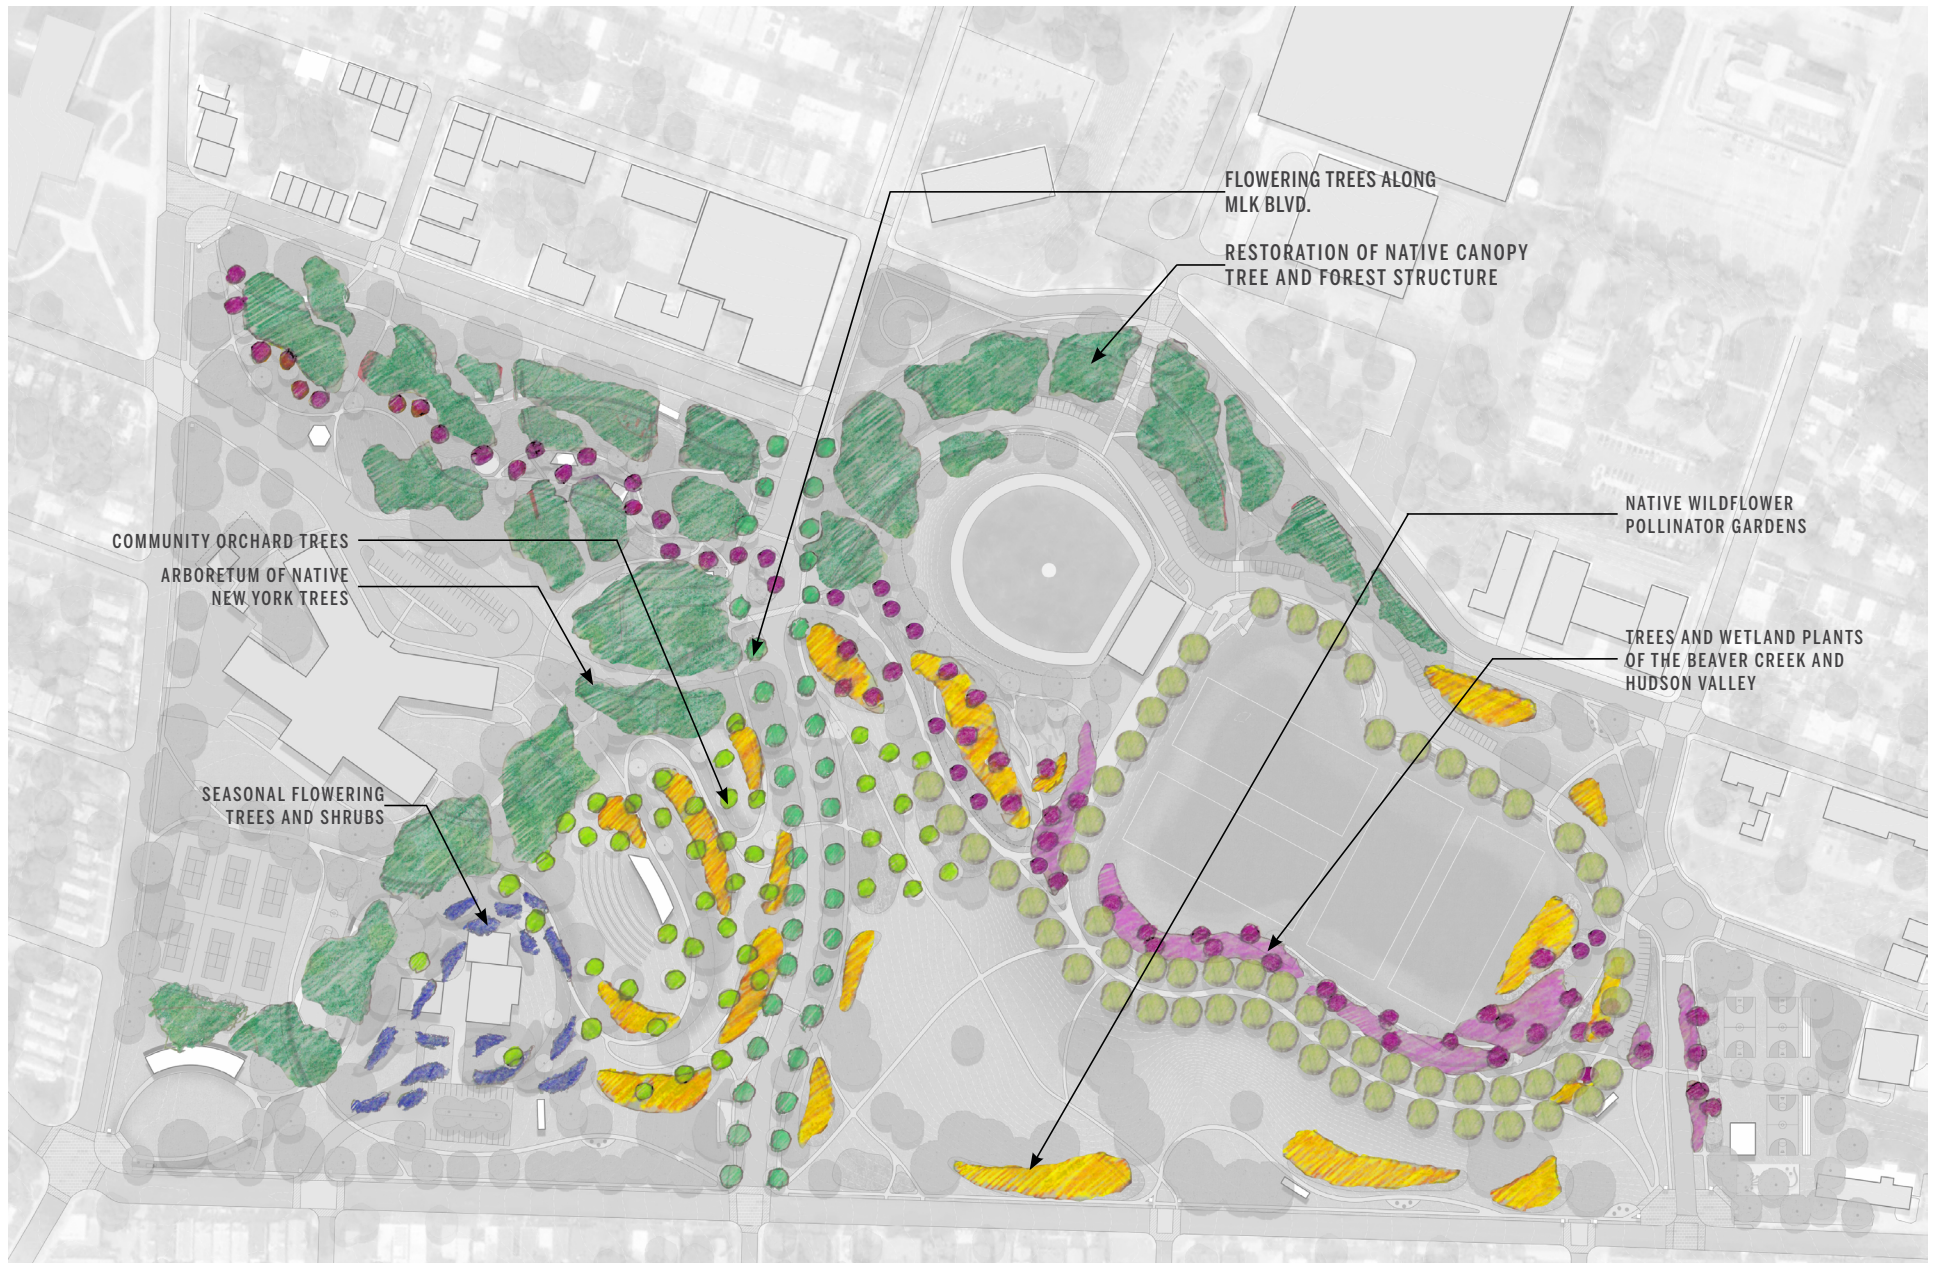 FLOWERING TREES ALONG
MLK BLVD.
RESTORATION OF NATIVE CANOPY
TREE AND FOREST STRUCTURE
NATIVE WILDFLOWER
POLLINATOR GARDENS
COMMUNITY ORCHARD TREES
ARBORETUM OF NATIVE
NEW YORK TREES
TREES AND WETLAND PLANTS
OF THE BEAVER CREEK AND
HUDSON VALLEY
SEASONAL FLOWERING
TREES AND SHRUBS